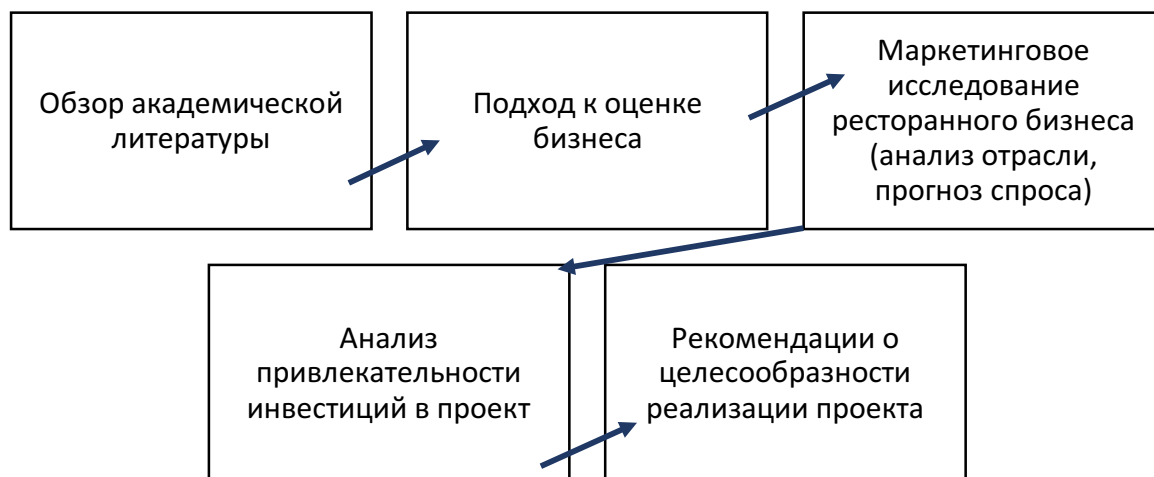 Обзор академической
литературы
Подход к оценке
бизнеса
Маркетинговое
исследование
ресторанного бизнеса
(анализ отрасли,
прогноз спроса)
Анализ
привлекательности
инвестиций в проект
Рекомендации о
целесообразности
реализации проекта